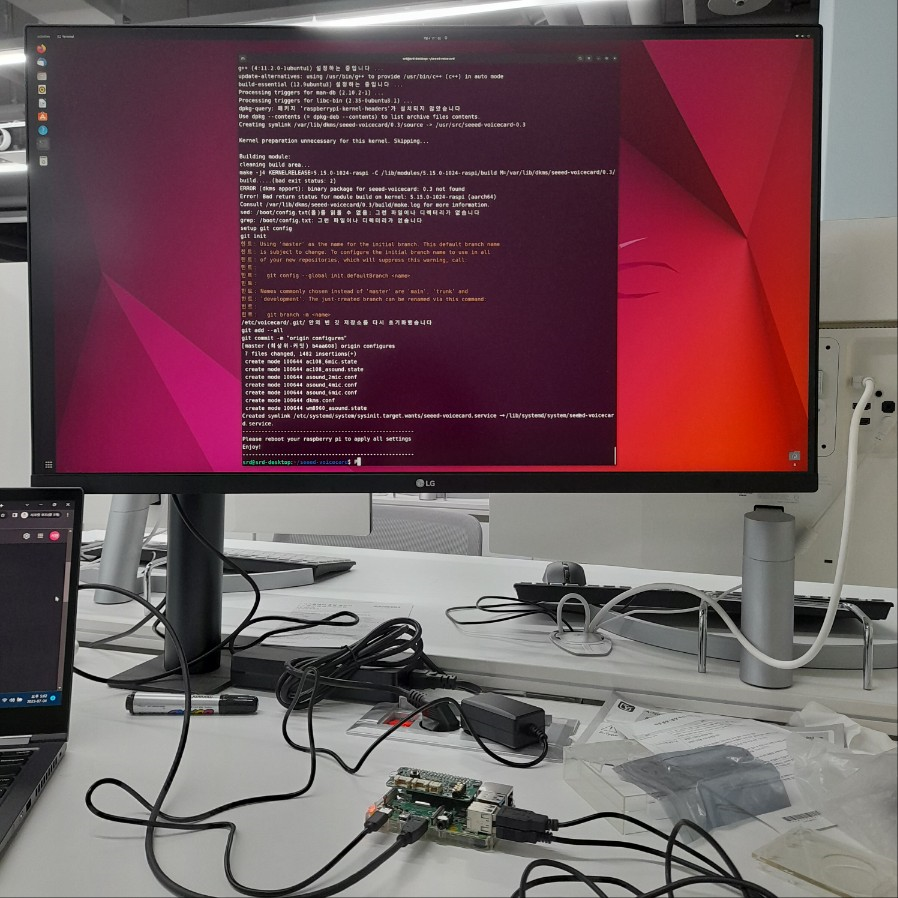 Terminal
g++ (4:11.2.0-1ubuntu1) 설정하는 중입니다 ...
update-alternatives: using /usr/bin/g++ to provide /usr/bin/c++ (c++) in auto mode
build-essential (12.9ubuntu3) 설정하는 중입니다 ...
Processing triggers for man-db (2.10.2-1) ...
Processing triggers for libc-bin (2.35-0ubuntu3.1) ...
dpkg-query: 패키지 'raspberrypi-kernel-headers'가 설치되지 않았습니다
Use dpkg --contents (= dpkg-deb --contents) to list archive files contents.
Creating symlink /var/lib/dkms/seeed-voicecard/0.3/source -> /usr/src/seeed-voicecard-0.3
Kernel preparation unnecessary for this kernel. Skipping...
Building module:
cleaning build area...
make -j4 KERNELRELEASE=5.15.0-1024-raspi -C /lib/modules/5.15.0-1024-raspi/build M=/var/lib/dkms/seeed-voicecard/0.3/
build....(bad exit status: 2)
ERROR (dkms apport): binary package for seeed-voicecard: 0.3 not found
Error! Bad return status for module build on kernel: 5.15.0-1024-raspi (aarch64)
Consult /var/lib/dkms/seeed-voicecard/0.3/build/make.log for more information.
sed: /boot/config.txt(을)를 읽을 수 없음: 그런 파일이나 디렉터리가 없습니다
grep: /boot/config.txt: 그런 파일이나 디렉터리가 없습니다
setup git config
git init
힌트: Using 'master' as the name for the initial branch. This default branch name
힌트: is subject to change. To configure the initial branch name to use in all
힌트: of your new repositories, which will suppress this warning, call:
힌트:
힌트: git config --global init.defaultBranch <name>
힌트:
힌트: Names commonly chosen instead of 'master' are 'main', 'trunk' and
힌트: 'development'. The just-created branch can be renamed via this command:
힌트:
힌트: git branch -m <name>
/etc/voicecard/.git/ 안의 빈 깃 저장소를 다시 초기화했습니다
git add --all
git commit -m "origin configures"
[master (최상위-커밋) b4aa608] origin configures
7 files changed, 1482 insertions(+)
create mode 100644 ac108_6mic.state
create mode 100644 ac108_asound.state
create mode 100644 asound_2mic.conf
create mode 100644 asound_4mic.conf
create mode 100644 asound_6mic.conf
create mode 100644 dkms.conf
create mode 100644 wm8960_asound.state
Created symlink /etc/systemd/system/sysinit.target.wants/seeed-voicecard.service → /lib/systemd/system/seeed-voicecar
d.service.
------------------------------------------------------
Please reboot your raspberry pi to apply all settings
Enjoy!
------------------------------------------------------
srd@srd-desktop:~/seeed-voicecard$
LG